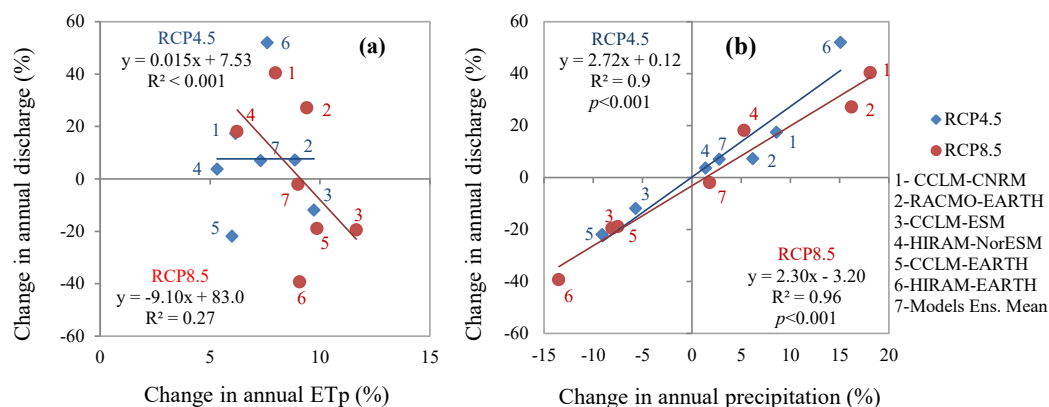 (a)
RCP4.5
y = 0.015x + 7.53
R² < 0.001
RCP8.5
y = -9.10x + 83.0
R² = 0.27
6
1
2
4
1
7
2
4
7
3
5
5
3
6
60
40
20
0
-20
-40
-60
0
5
10
15
Change in annual discharge (%)
Change in annual ETp (%)
(b)
RCP4.5
y = 2.72x + 0.12
R² = 0.9
p<0.001
RCP8.5
y = 2.30x - 3.20
R² = 0.96
p<0.001
6
1
2
4
1
4
7
2
7
3
3
5
5
6
60
40
20
0
-20
-40
-60
-15
-10
-5
0
5
10
15
20
Change in annual discharge (%)
Change in annual precipitation (%)
RCP4.5
RCP8.5
1- CCLM-CNRM
2-RACMO-EARTH
3-CCLM-ESM
4-HIRAM-NorESM
5-CCLM-EARTH
6-HIRAM-EARTH
7-Models Ens. Mean